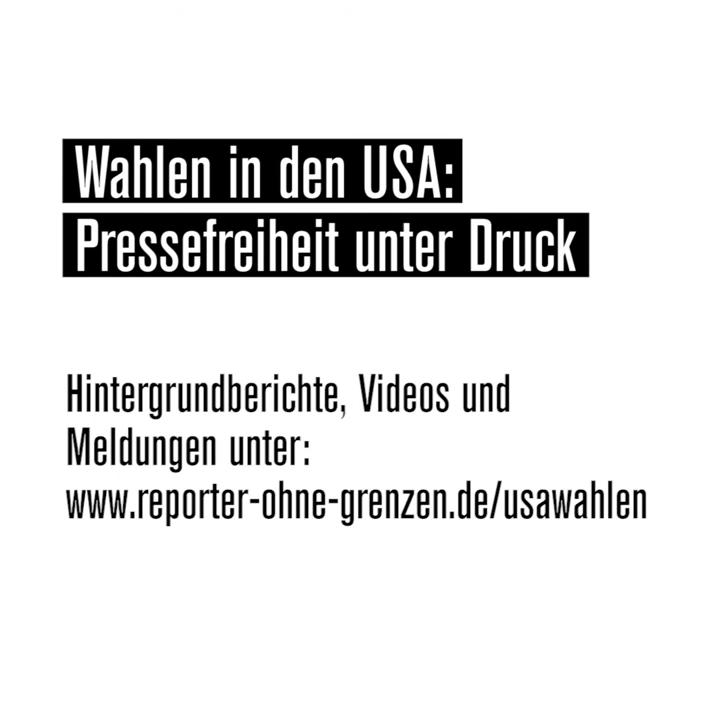 Wahlen in den USA:
Pressefreiheit unter Druck
Hintergrundberichte, Videos und
Meldungen unter:
www.reporter-ohne-grenzen.de/usawahlen